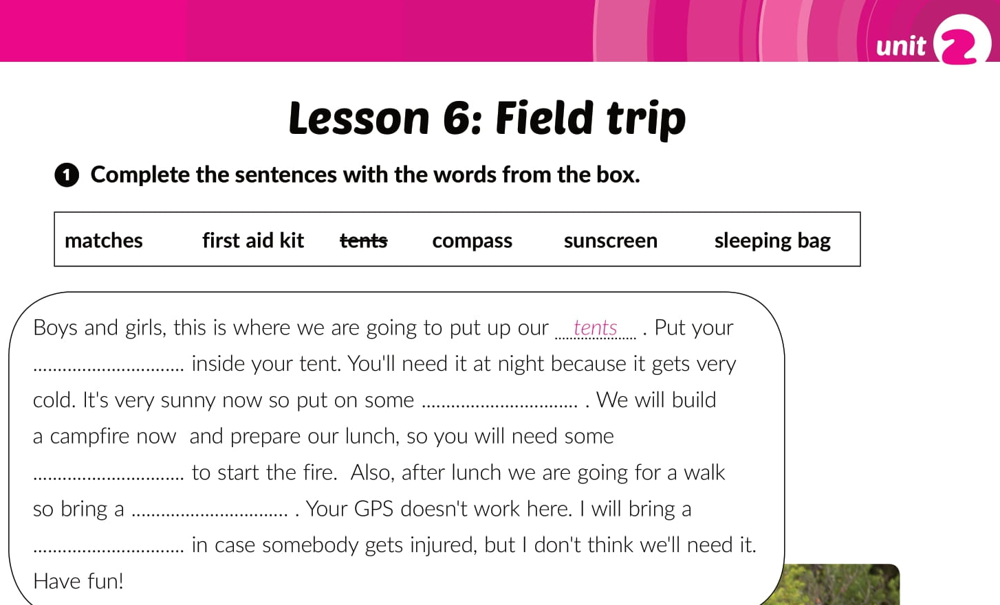 unit 2
Lesson 6: Field trip
1 Complete the sentences with the words from the box.
matches first aid kit tents compass sunscreen sleeping bag
Boys and girls, this is where we are going to put up our tents . Put your
.............................. inside your tent. You'll need it at night because it gets very
cold. It's very sunny now so put on some ............................... . We will build
a campfire now and prepare our lunch, so you will need some
.............................. to start the fire. Also, after lunch we are going for a walk
so bring a ............................... . Your GPS doesn't work here. I will bring a
.............................. in case somebody gets injured, but I don't think we'll need it.
Have fun!